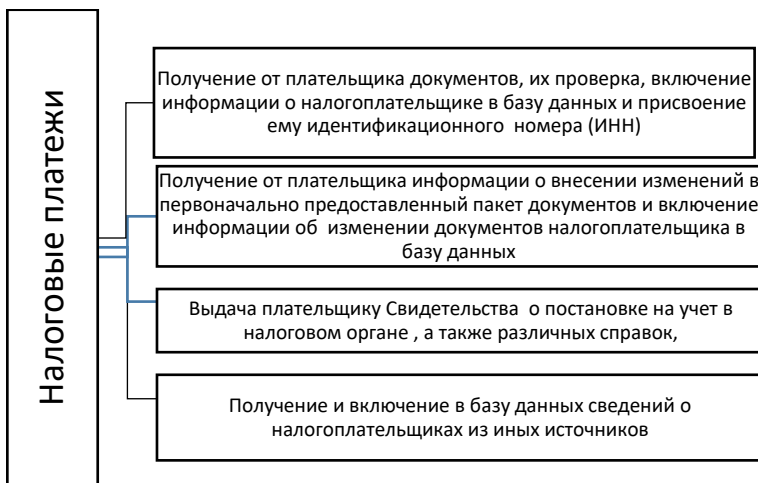 Налоговые платежи
Получение от плательщика документов, их проверка, включение
информации о налогоплательщике в базу данных и присвоение
ему идентификационного номера (ИНН)
Получение от плательщика информации о внесении изменений в
первоначально предоставленный пакет документов и включение
информации об изменении документов налогоплательщика в
базу данных
Выдача плательщику Свидетельства о постановке на учет в
налоговом органе , а также различных справок,
Получение и включение в базу данных сведений о
налогоплательщиках из иных источников